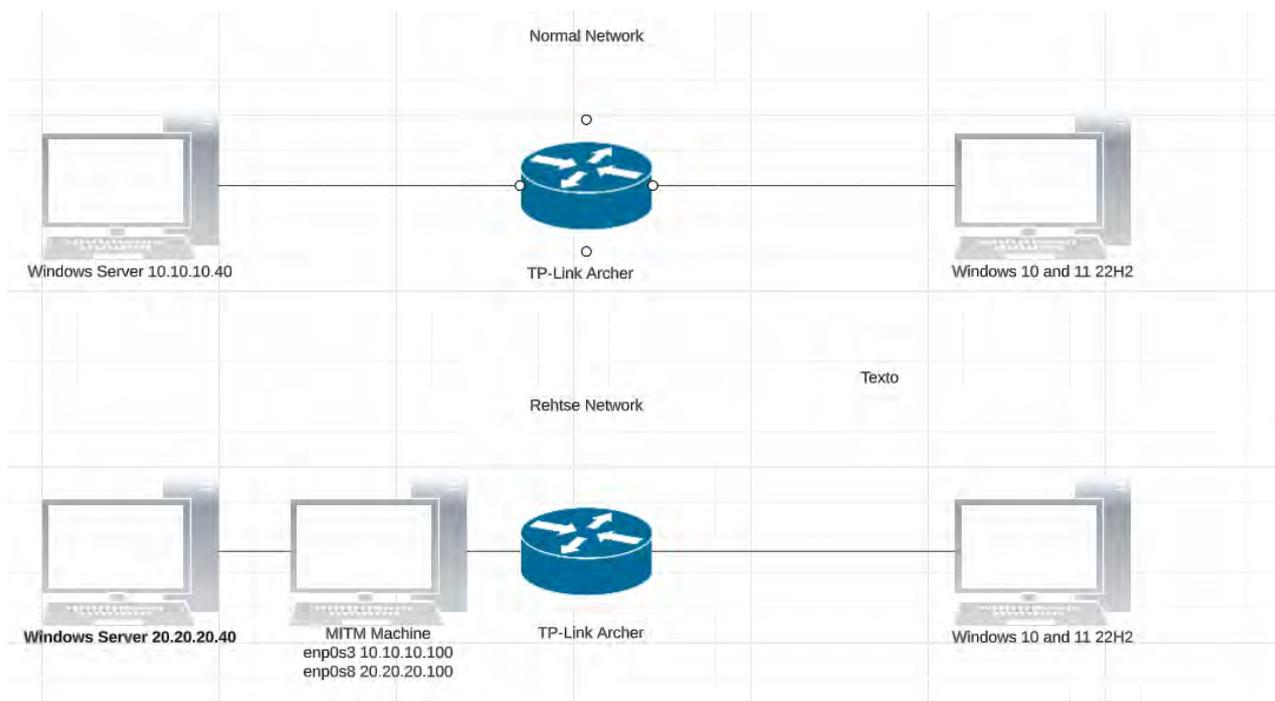 Normal Network
Windows Server 10.10.10.40
TP-Link Archer
Windows 10 and 11 22H2
Texto
Rehtse Network
Windows Server 20.20.20.40
MITM Machine
enp0s3 10.10.10.100
enp0s8 20.20.20.100
TP-Link Archer
Windows 10 and 11 22H2